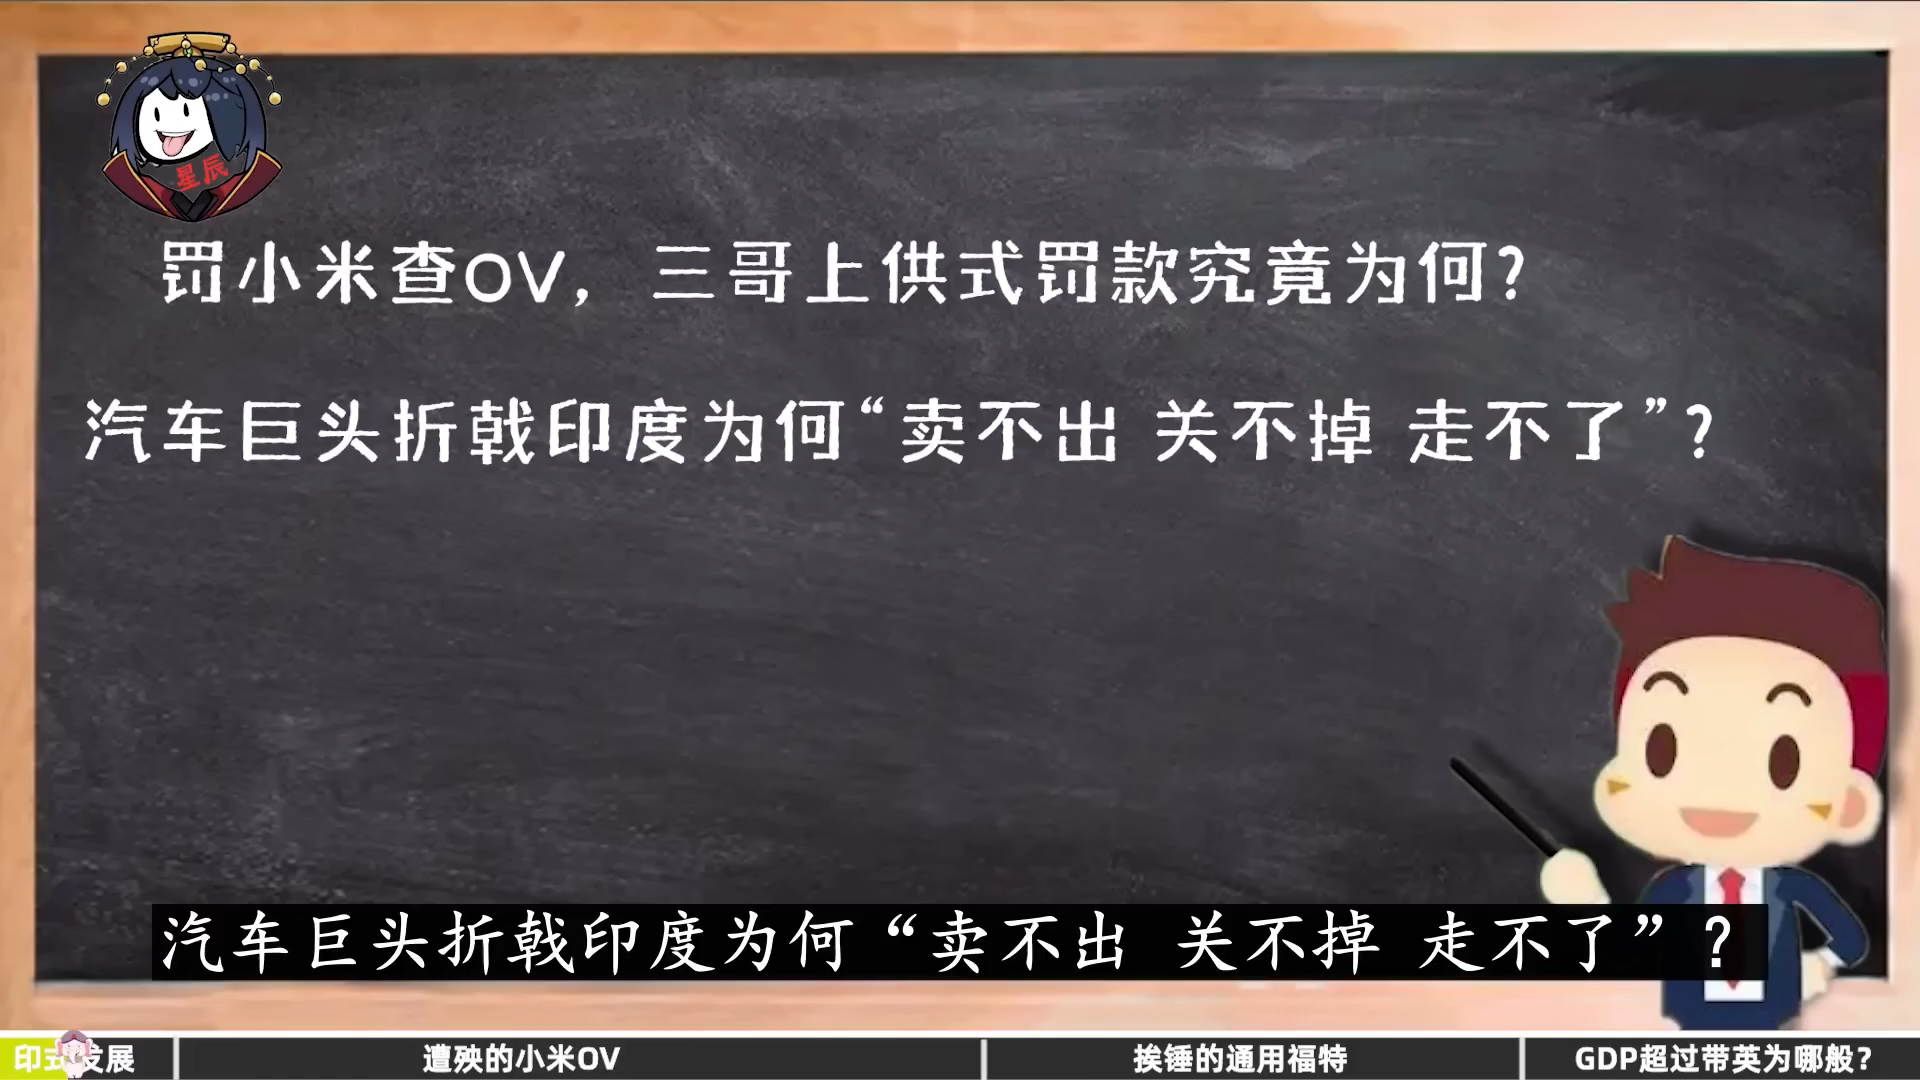 星辰
罚小米查OV，三哥上供式罚款究竟为何？
汽车巨头折戟印度为何“卖不出 关不掉 走不了”？
汽车巨头折戟印度为何“卖不出 关不掉 走不了”？
印式发展
遭殃的小米OV
挨锤的通用福特
GDP超过带英为哪般？